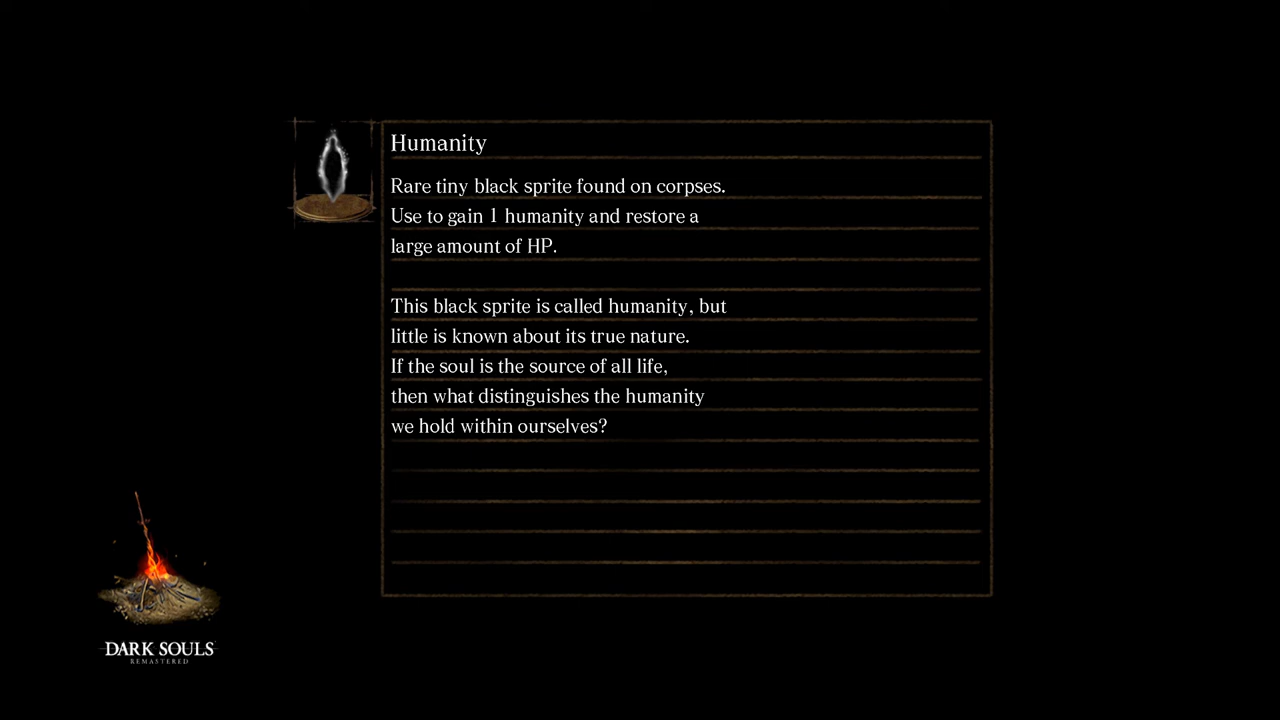 Humanity
Rare tiny black sprite found on corpses.
Use to gain 1 humanity and restore a
large amount of HP.
This black sprite is called humanity, but
little is known about its true nature.
If the soul is the source of all life,
then what distinguishes the humanity
we hold within ourselves?
DARK SOULS
REMASTERED